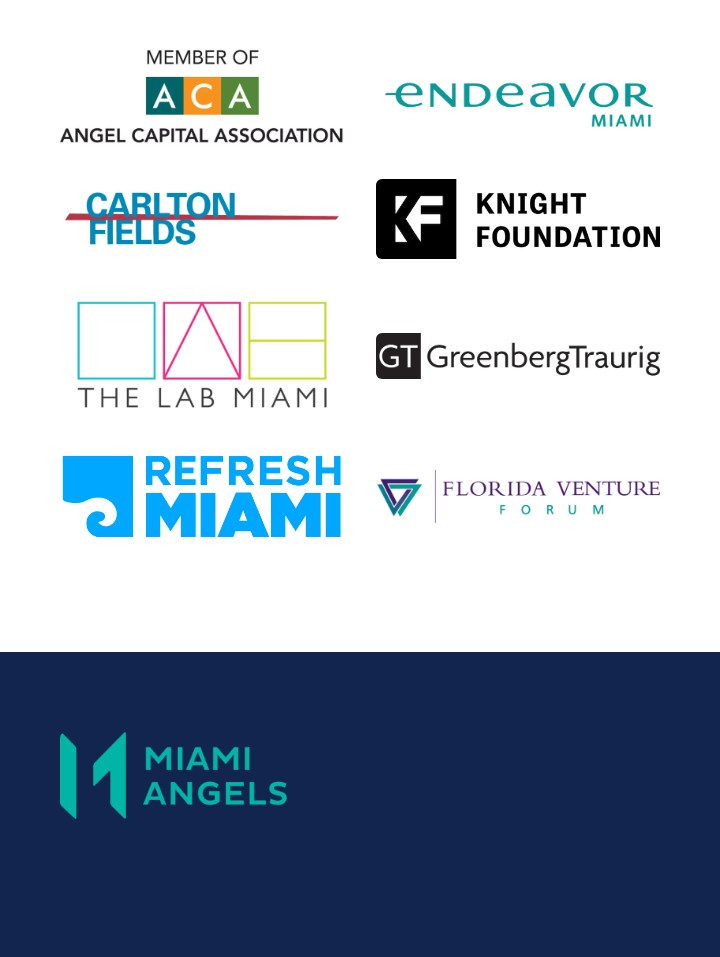 MEMBER OF
ACA
ANGEL CAPITAL ASSOCIATION
enDeavor
MIAMI
CARLTON
FIELDS
KF
KNIGHT
FOUNDATION
THE LAB MIAMI
GT GreenbergTraurig
REFRESH
MIAMI
FLORIDA VENTURE
FORUM
MIAMI
ANGELS